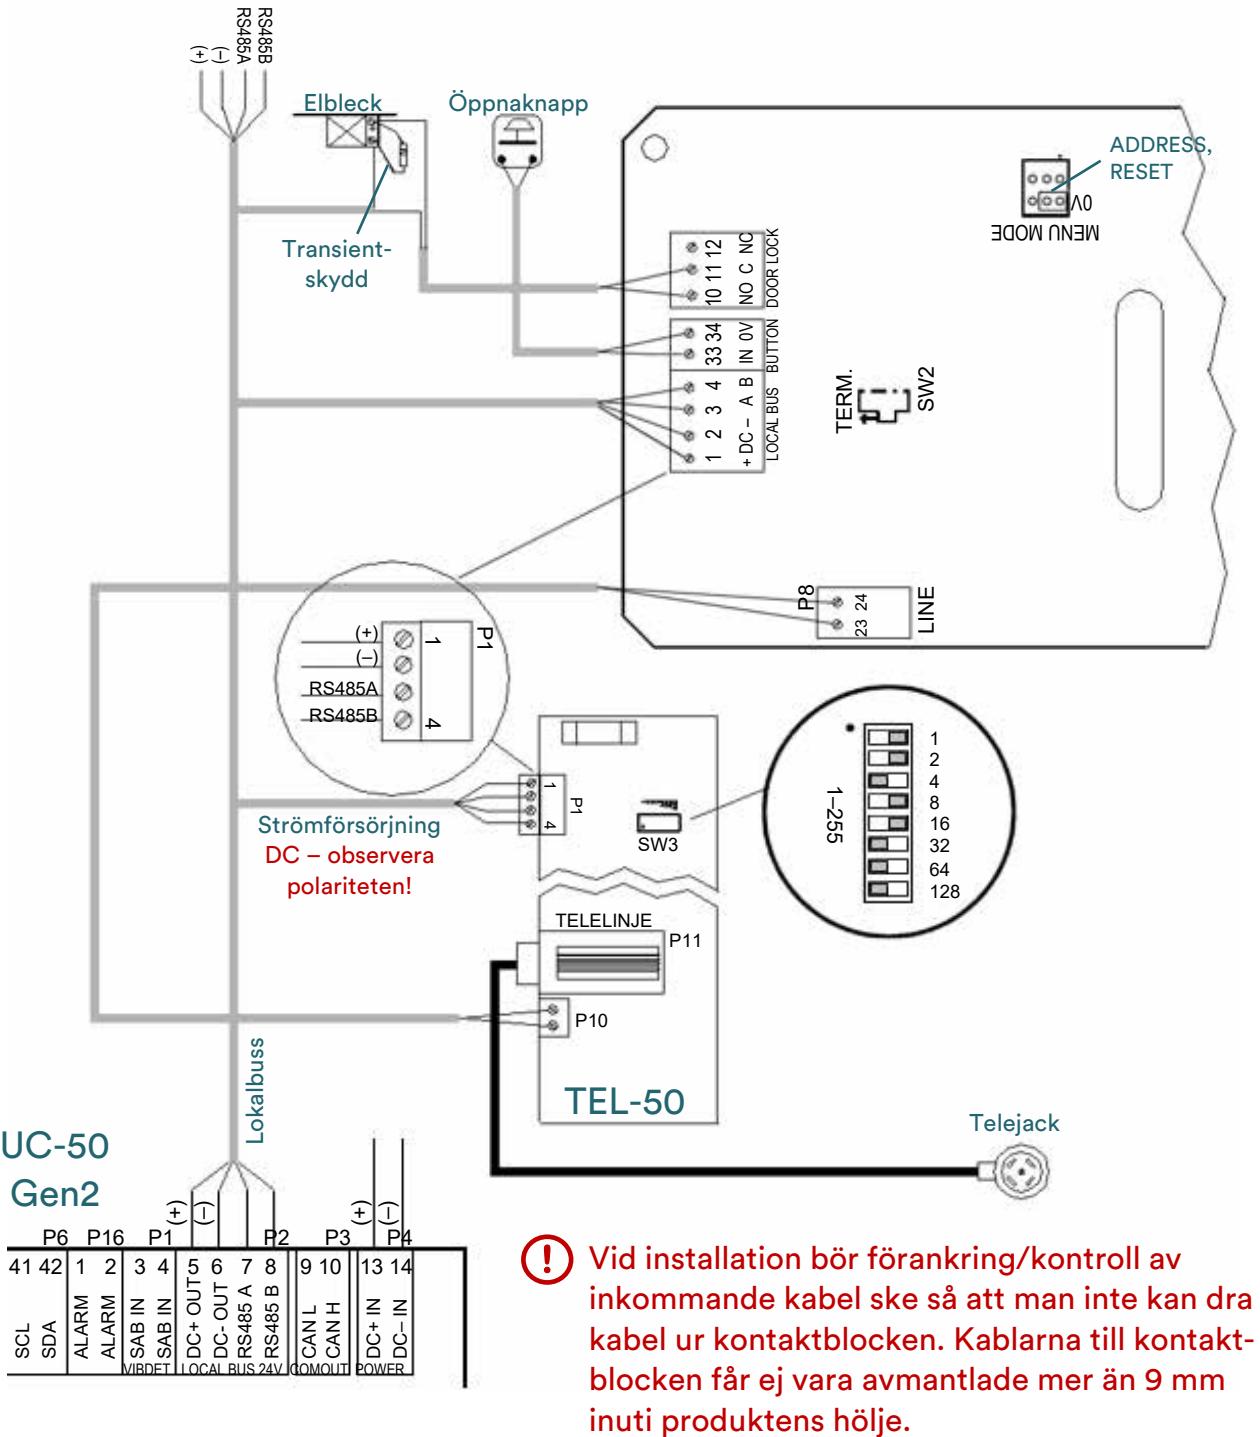 (+)
(–)
RS485A
RS485B
Elbleck
Öppnaknapp
ADDRESS,
RESET
0V
MENU MODE
Transient-
skydd
10 11 12
NO C NC
DOOR LOCK
33 34
IN 0V
BUTTON
1 2 3 4
+ DC – A B
LOCAL BUS
TERM.
SW2
P8
23 24
LINE
(+)
(–)
RS485A
RS485B
1
4
P1
1
4
P1
SW3
1–255
1
2
4
8
16
32
64
128
Strömförsörjning
DC – observera
polariteten!
TELELINJE
P11
P10
TEL-50
Lokalbuss
Telejack
UC-50
Gen2
(+)
(–)
(+)
(–)
P6 P16 P1 P2 P3 P4
41 42 1 2 3 4 5 6 7 8 9 10 13 14
SCL
SDA
ALARM
ALARM
SAB IN
SAB IN
DC+ OUT
DC- OUT
RS485 A
RS485 B
CAN L
CAN H
DC+ IN
DC– IN
VIBDET LOCAL BUS 24V COMOUT POWER
! Vid installation bör förankring/kontroll av
inkommande kabel ske så att man inte kan dra
kabel ur kontaktblocken. Kablarna till kontakt-
blocken får ej vara avmantlade mer än 9 mm
inuti produktens hölje.